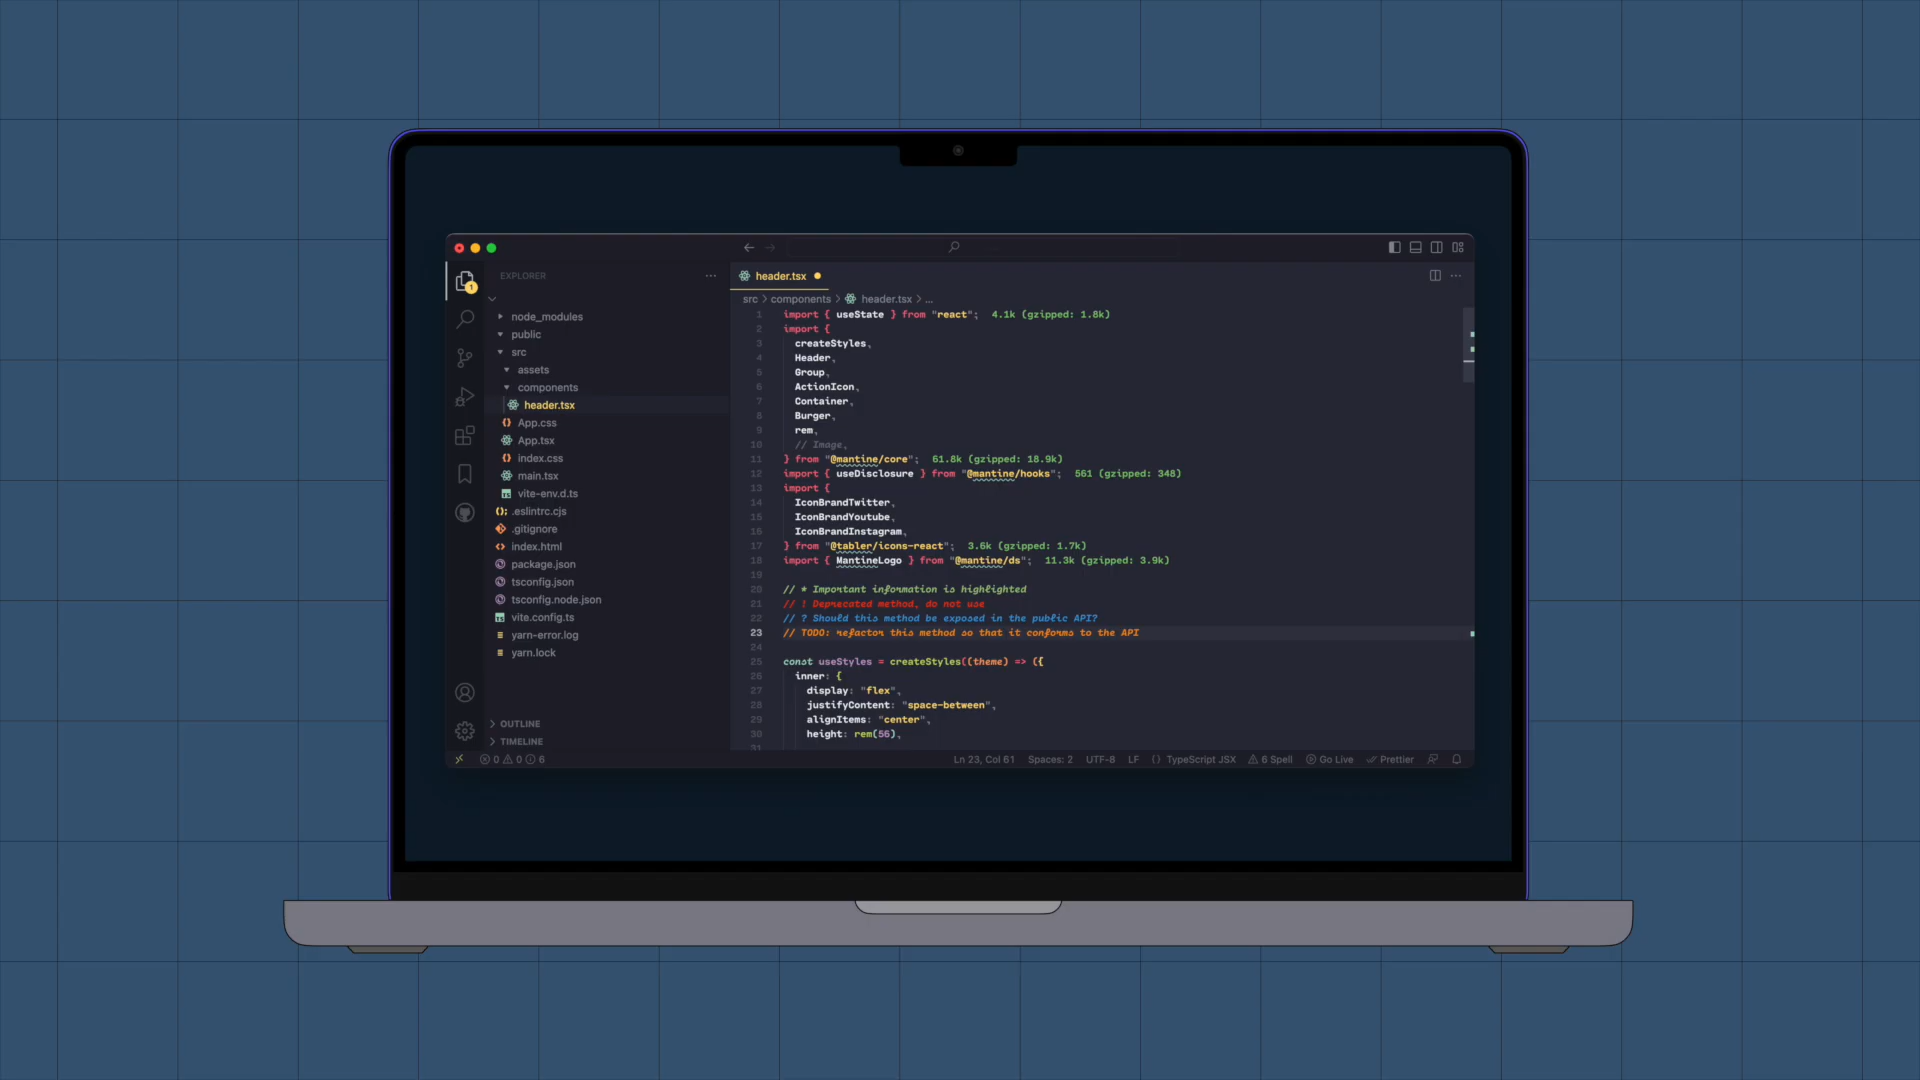 EXPLORER
1
node_modules
public
src
assets
components
header.tsx
App.css
App.tsx
index.css
main.tsx
vite-env.d.ts
.eslintrc.cjs
.gitignore
index.html
package.json
tsconfig.json
tsconfig.node.json
vite.config.ts
yarn-error.log
yarn.lock
OUTLINE
TIMELINE
header.tsx
src > components > header.tsx > ...
1 import { useState } from "react"; 4.1k (gzipped: 1.8k)
2 import {
3 createStyles,
4 Header,
5 Group,
6 ActionIcon,
7 Container,
8 Burger,
9 rem,
10 // Image,
11 } from "@mantine/core"; 61.8k (gzipped: 18.9k)
12 import { useDisclosure } from "@mantine/hooks"; 561 (gzipped: 348)
13 import {
14 IconBrandTwitter,
15 IconBrandYoutube,
16 IconBrandInstagram,
17 } from "@tabler/icons-react"; 3.6k (gzipped: 1.7k)
18 import { MantineLogo } from "@mantine/ds"; 11.3k (gzipped: 3.9k)
19
20 // * Important information is highlighted
21 // ! Deprecated method, do not use
22 // ? Should this method be exposed in the public API?
23 // TODO: refactor this method so that it conforms to the API
24
25 const useStyles = createStyles((theme) => ({
26 inner: {
27 display: "flex",
28 justifyContent: "space-between",
29 alignItems: "center",
30 height: rem(56),
31
0 0 6 Ln 23, Col 61 Spaces: 2 UTF-8 LF {} TypeScript JSX 6 Spell Go Live Prettier